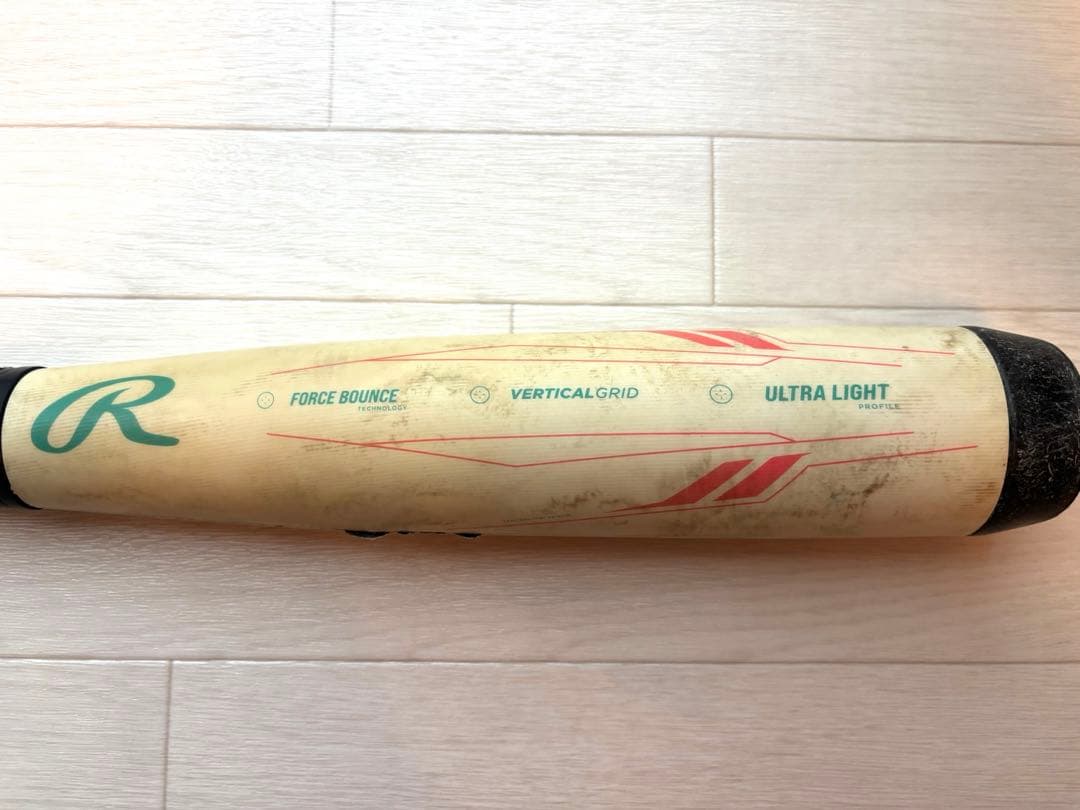 R
FORCE BOUNCE
TECHNOLOGY
VERTICALGRID
ULTRA LIGHT
PROFILE